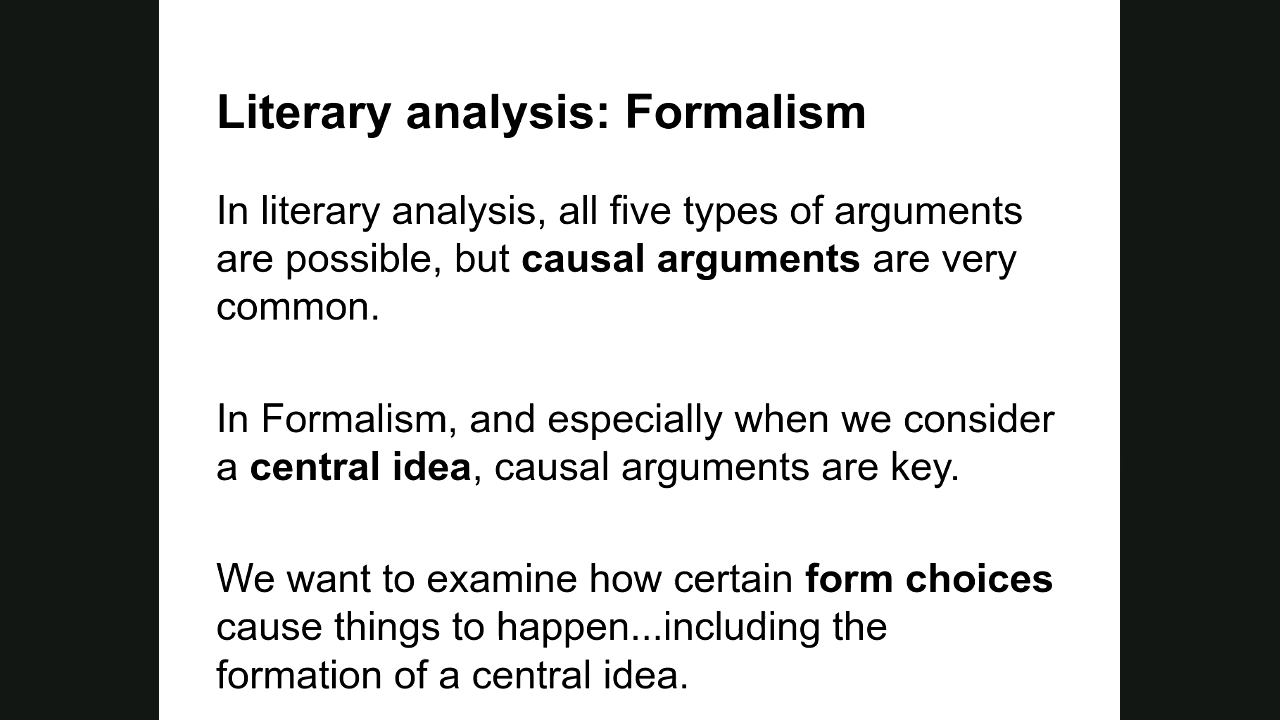 Literary analysis: Formalism
In literary analysis, all five types of arguments
are possible, but causal arguments are very
common.
In Formalism, and especially when we consider
a central idea, causal arguments are key.
We want to examine how certain form choices
cause things to happen...including the
formation of a central idea.